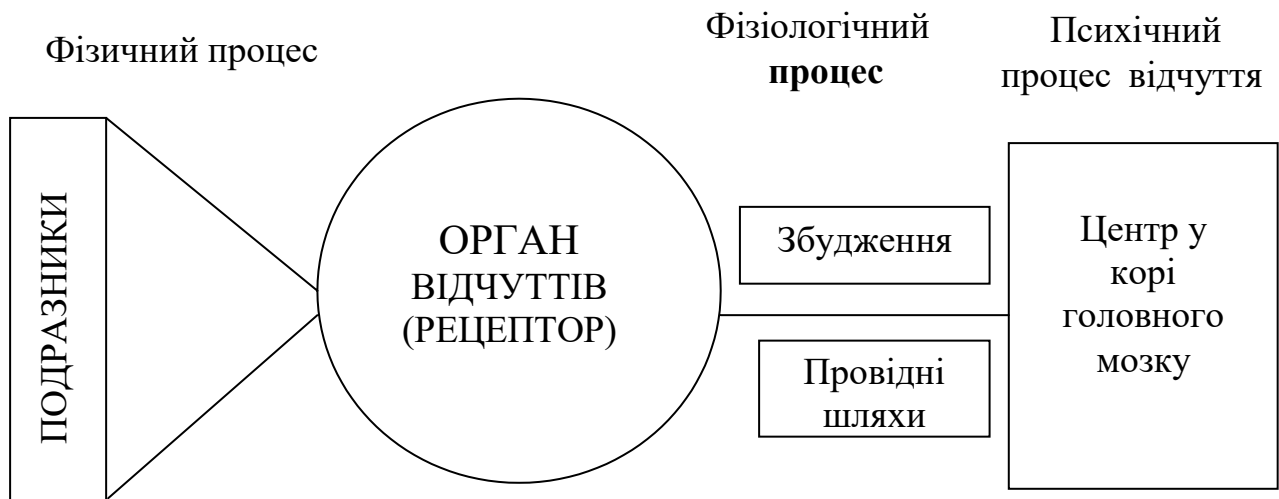 Фізичний процес
Фізіологічний
процес
Психічний
процес відчуття
ПОДРАЗНИКИ
ОРГАН
ВІДЧУТТІВ
(РЕЦЕПТОР)
Збудження
Провідні
шляхи
Центр у
корі
головного
мозку